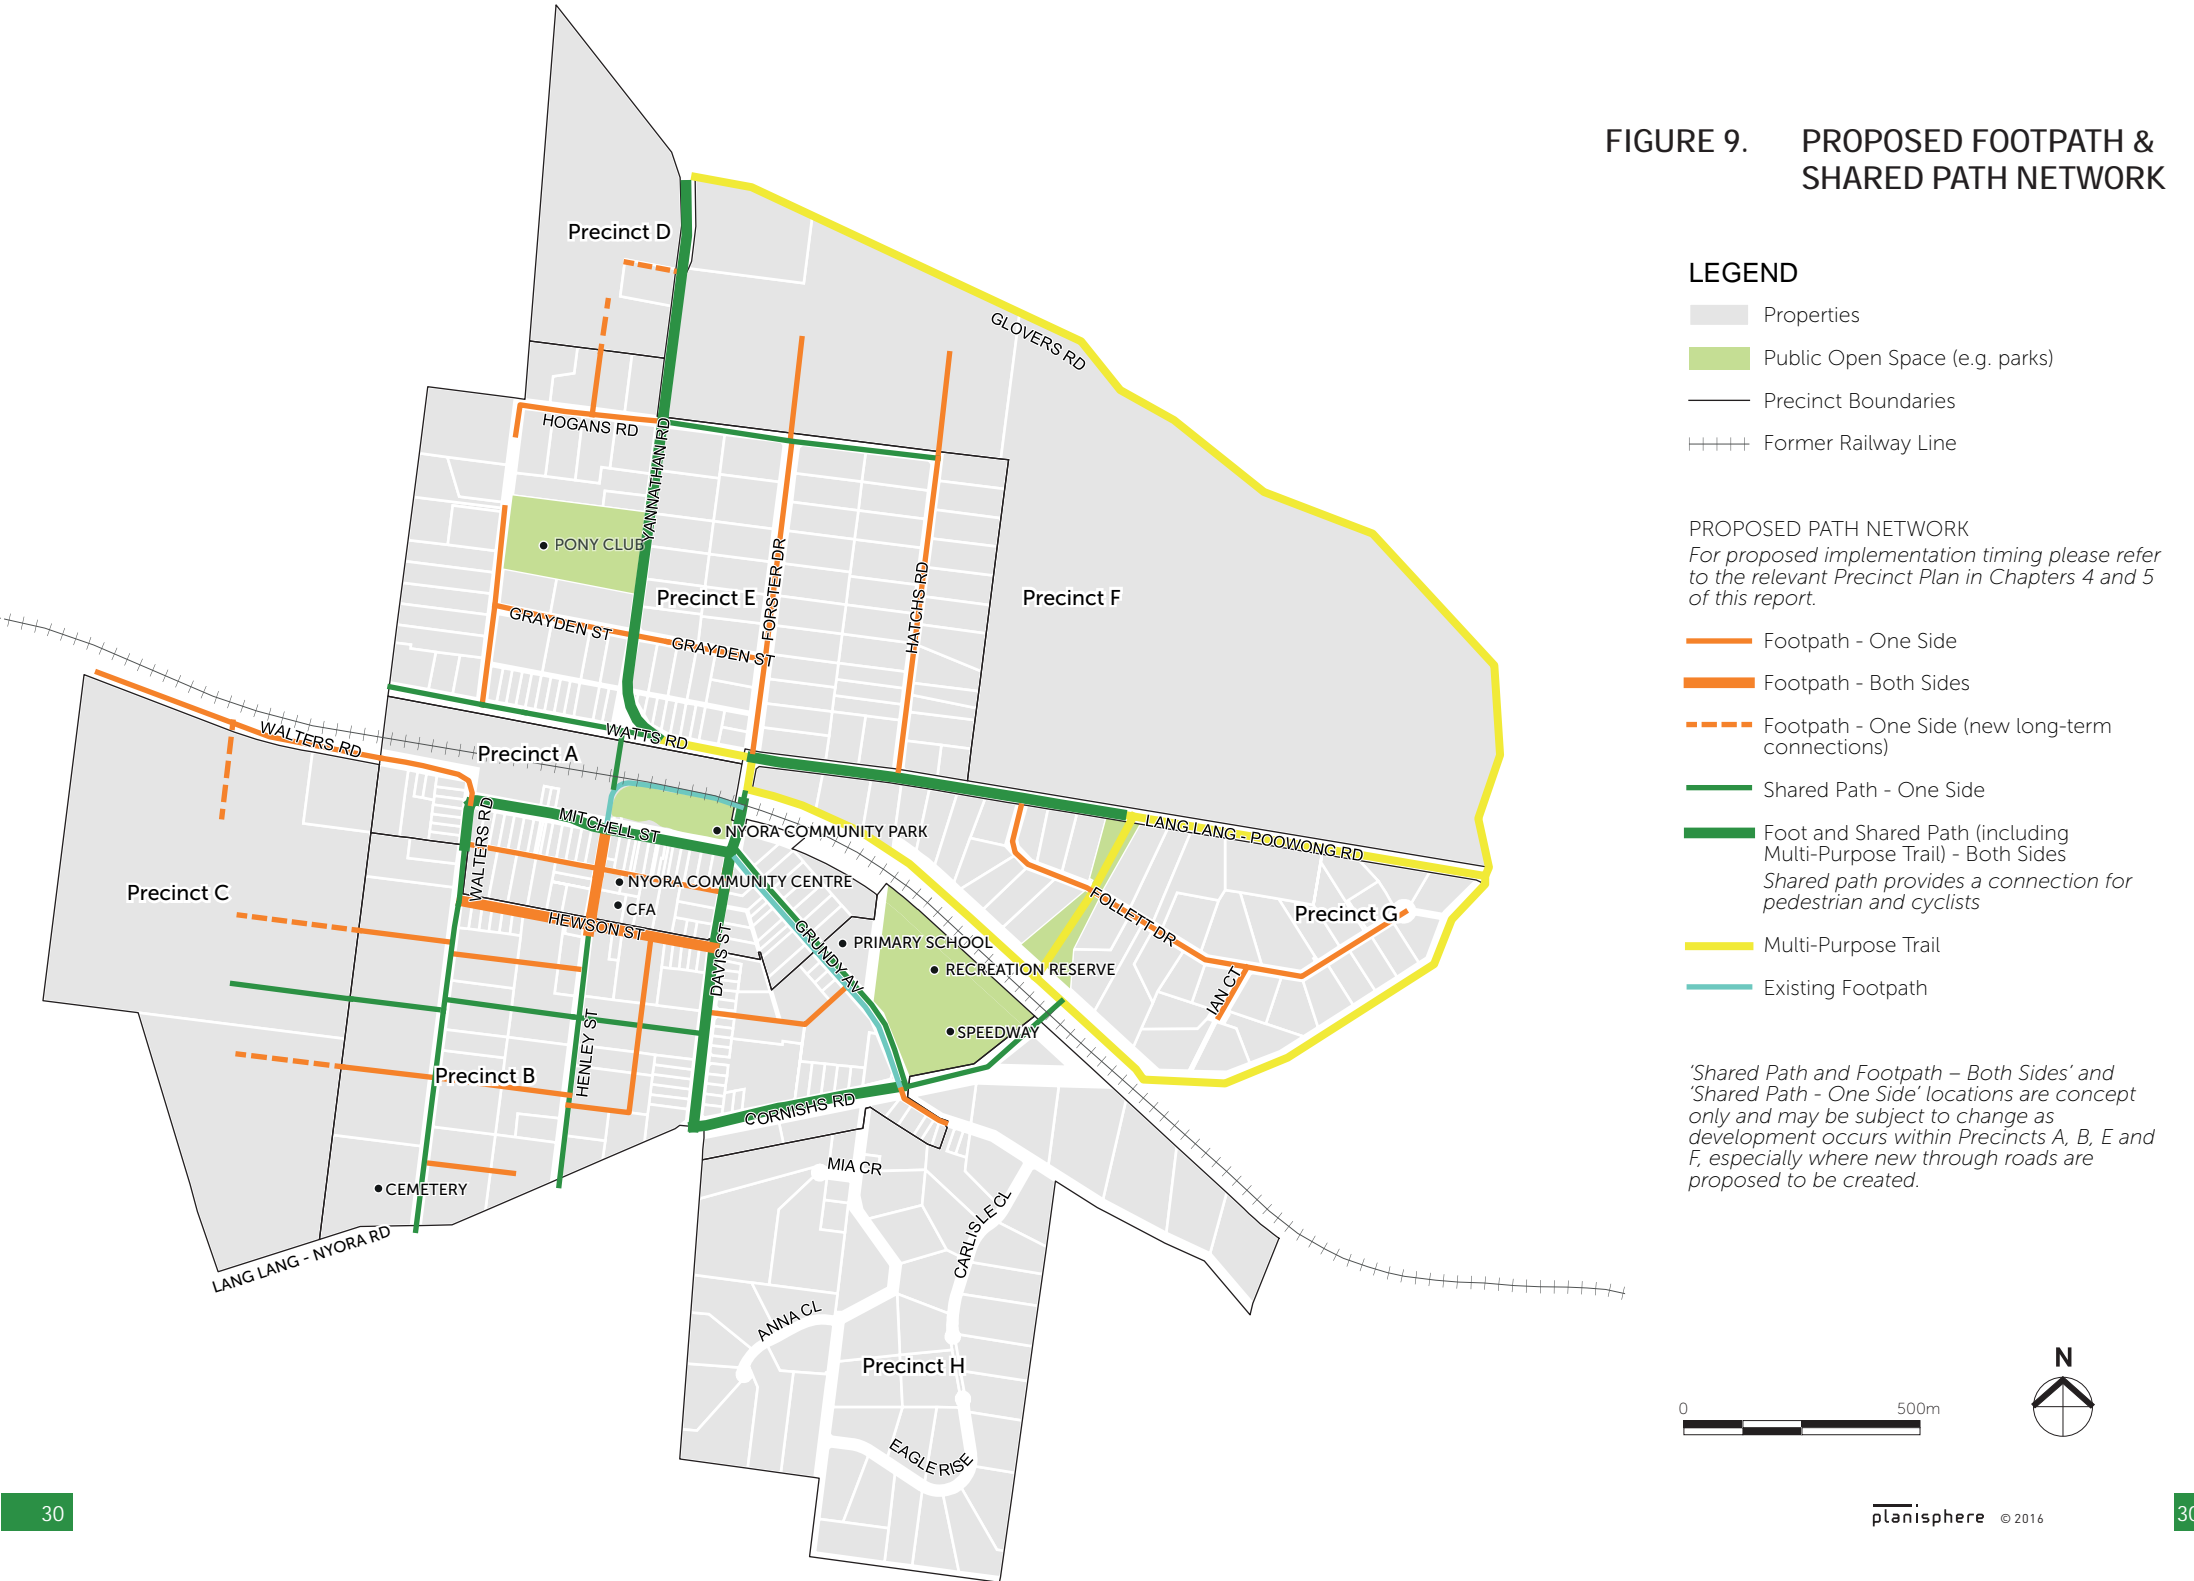 FIGURE 9. PROPOSED FOOTPATH &
SHARED PATH NETWORK
LEGEND
Properties
Public Open Space (e.g. parks)
Precinct Boundaries
Former Railway Line
PROPOSED PATH NETWORK
For proposed implementation timing please refer
to the relevant Precinct Plan in Chapters 4 and 5
of this report.
Footpath - One Side
Footpath - Both Sides
Footpath - One Side (new long-term
connections)
Shared Path - One Side
Foot and Shared Path (including
Multi-Purpose Trail) - Both Sides
Shared path provides a connection for
pedestrian and cyclists
Multi-Purpose Trail
Existing Footpath
'Shared Path and Footpath – Both Sides' and
'Shared Path - One Side' locations are concept
only and may be subject to change as
development occurs within Precincts A, B, E and
F, especially where new through roads are
proposed to be created.
N
0 500m
planisphere © 2016
30
30
Precinct D
GLOVERS RD
HOGANS RD
YANNATHAN RD
PONY CLUB
Precinct E
FORSTER DR
HATCHS RD
Precinct F
GRAYDEN ST
GRAYDEN ST
WALTERS RD
WATTS RD
Precinct A
MITCHELL ST
WALTERS RD
NYORA COMMUNITY PARK
LANG LANG - POOWONG RD
NYORA COMMUNITY CENTRE
CFA
Precinct C
HEWSON ST
DAVIS ST
GRUNDY AV
PRIMARY SCHOOL
RECREATION RESERVE
SPEEDWAY
FOLLETT DR
Precinct G
IAN CT
HENLEY ST
Precinct B
CORNISHS RD
CEMETERY
LANG LANG - NYORA RD
MIA CR
CARLISLE CL
ANNA CL
Precinct H
EAGLE RISE